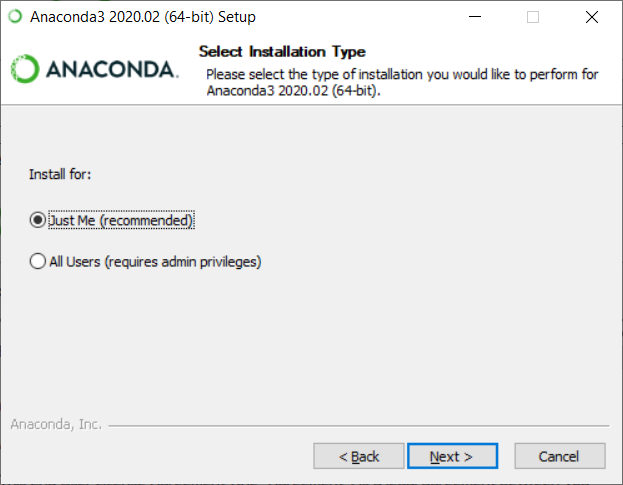 Anaconda3 2020.02 (64-bit) Setup
Select Installation Type
ANACONDA.
Please select the type of installation you would like to perform for
Anaconda3 2020.02 (64-bit).
Install for:
Just Me (recommended)
All Users (requires admin privileges)
Anaconda, Inc.
< Back
Next >
Cancel